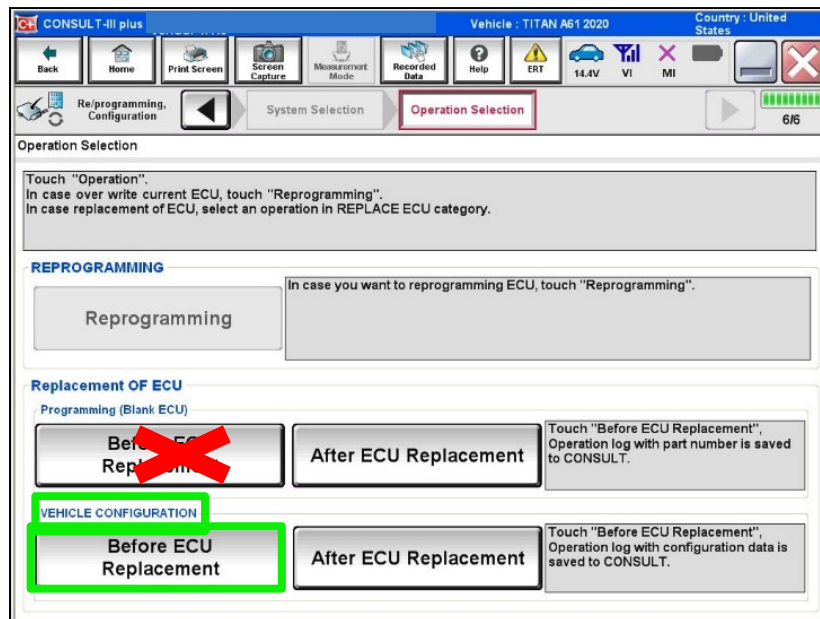 C+ CONSULT-III plus
Vehicle : TITAN A61 2020
Country : United
States
Back
Home
Print Screen
Screen
Capture
Measurement
Mode
Recorded
Data
Help
ERT
14.4V
VI
MI
Re/programming,
Configuration
System Selection
Operation Selection
6/6
Operation Selection
Touch "Operation".
In case over write current ECU, touch "Reprogramming".
In case replacement of ECU, select an operation in REPLACE ECU category.
REPROGRAMMING
Reprogramming
In case you want to reprogramming ECU, touch "Reprogramming".
Replacement OF ECU
Programming (Blank ECU)
Before ECU
Replacement
After ECU Replacement
Touch "Before ECU Replacement",
Operation log with part number is saved
to CONSULT.
VEHICLE CONFIGURATION
Before ECU
Replacement
After ECU Replacement
Touch "Before ECU Replacement",
Operation log with configuration data is
saved to CONSULT.